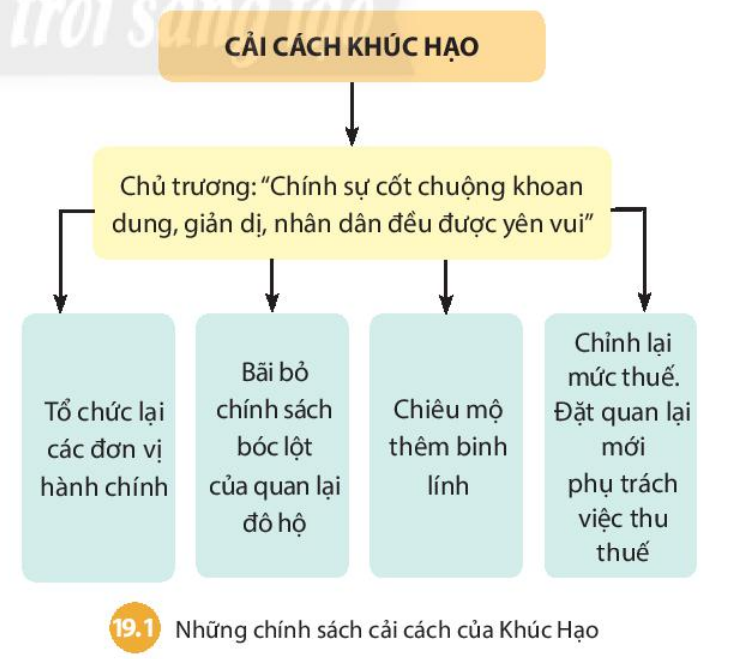 trời sáng tạo
CẢI CÁCH KHÚC HẠO
Chủ trương: “Chính sự cốt chuộng khoan
dung, giản dị, nhân dân đều được yên vui”
Tổ chức lại
các đơn vị
hành chính
Bãi bỏ
chính sách
bóc lột
của quan lại
đô hộ
Chiêu mộ
thêm binh
lính
Chỉnh lại
mức thuế.
Đặt quan lại
mới
phụ trách
việc thu
thuế
19.1 Những chính sách cải cách của Khúc Hạo